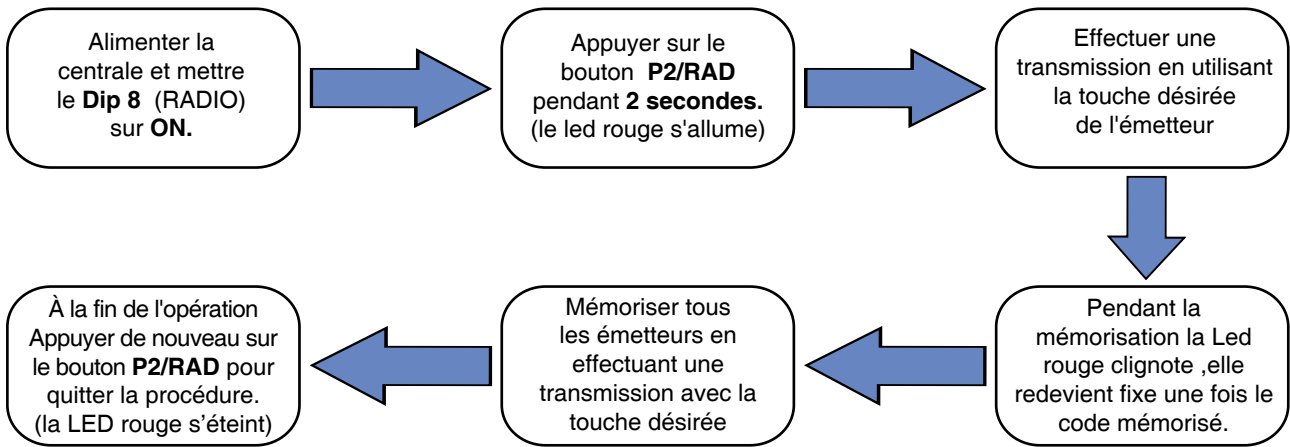 Alimenter la
centrale et mettre
le Dip 8 (RADIO)
sur ON.
Appuyer sur le
bouton P2/RAD
pendant 2 secondes.
(le led rouge s'allume)
Effectuer une
transmission en utilisant
la touche désirée
de l'émetteur
Pendant la
mémorisation la Led
rouge clignote ,elle
redevient fixe une fois le
code mémorisé.
Mémoriser tous
les émetteurs en
effectuant une
transmission avec la
touche désirée
À la fin de l'opération
Appuyer de nouveau sur
le bouton P2/RAD pour
quitter la procédure.
(la LED rouge s’éteint)